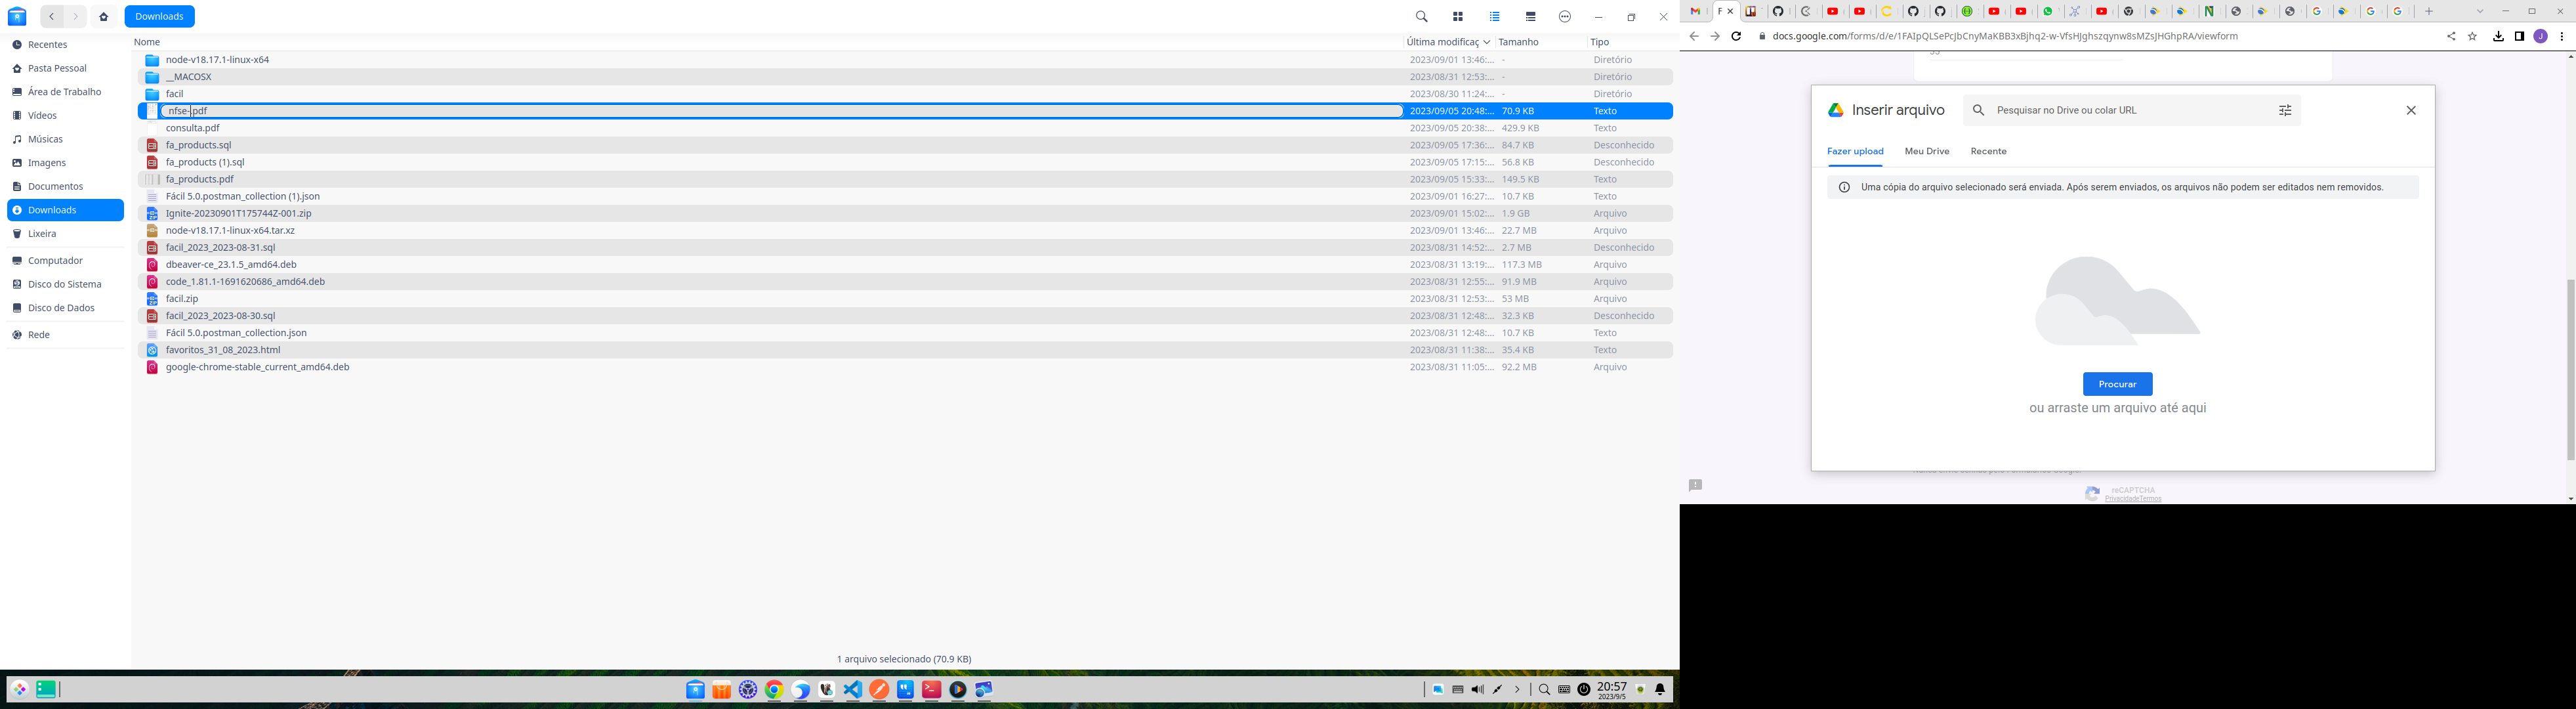 Downloads
Recentes
Pasta Pessoal
Área de Trabalho
Vídeos
Músicas
Imagens
Documentos
Downloads
Lixeira
Computador
Disco do Sistema
Disco de Dados
Rede
Nome Última modificaç Tamanho Tipo
node-v18.17.1-linux-x64 2023/09/01 13:46:... - Diretório
__MACOSX 2023/08/31 12:53:... - Diretório
facil 2023/08/30 11:24:... - Diretório
nfse-.pdf 2023/09/05 20:48:... 70.9 KB Texto
consulta.pdf 2023/09/05 20:38:... 429.9 KB Texto
fa_products.sql 2023/09/05 17:36:... 84.7 KB Desconhecido
fa_products (1).sql 2023/09/05 17:15:... 56.8 KB Desconhecido
fa_products.pdf 2023/09/05 15:33:... 149.5 KB Texto
Fácil 5.0.postman_collection (1).json 2023/09/01 16:27:... 10.7 KB Texto
Ignite-20230901T175744Z-001.zip 2023/09/01 15:02:... 1.9 GB Arquivo
node-v18.17.1-linux-x64.tar.xz 2023/09/01 13:46:... 22.7 MB Arquivo
facil_2023_2023-08-31.sql 2023/08/31 14:52:... 2.7 MB Desconhecido
dbeaver-ce_23.1.5_amd64.deb 2023/08/31 13:19:... 117.3 MB Arquivo
code_1.81.1-1691620686_amd64.deb 2023/08/31 12:55:... 91.9 MB Arquivo
facil.zip 2023/08/31 12:53:... 53 MB Arquivo
facil_2023_2023-08-30.sql 2023/08/31 12:48:... 32.3 KB Desconhecido
Fácil 5.0.postman_collection.json 2023/08/31 12:48:... 10.7 KB Texto
favoritos_31_08_2023.html 2023/08/31 11:38:... 35.4 KB Texto
google-chrome-stable_current_amd64.deb 2023/08/31 11:05:... 92.2 MB Arquivo
1 arquivo selecionado (70.9 KB)
20:57
2023/9/5
docs.google.com/forms/d/e/1FAIpQLSePcJbCnyMaKBB3xBjhq2-w-VfsHJghszqynw8sMZsJHGhpRA/viewform
J
Inserir arquivo
Pesquisar no Drive ou colar URL
Fazer upload Meu Drive Recente
Uma cópia do arquivo selecionado será enviada. Após serem enviados, os arquivos não podem ser editados nem removidos.
Procurar
ou arraste um arquivo até aqui
reCAPTCHA
PrivacidadeTermos